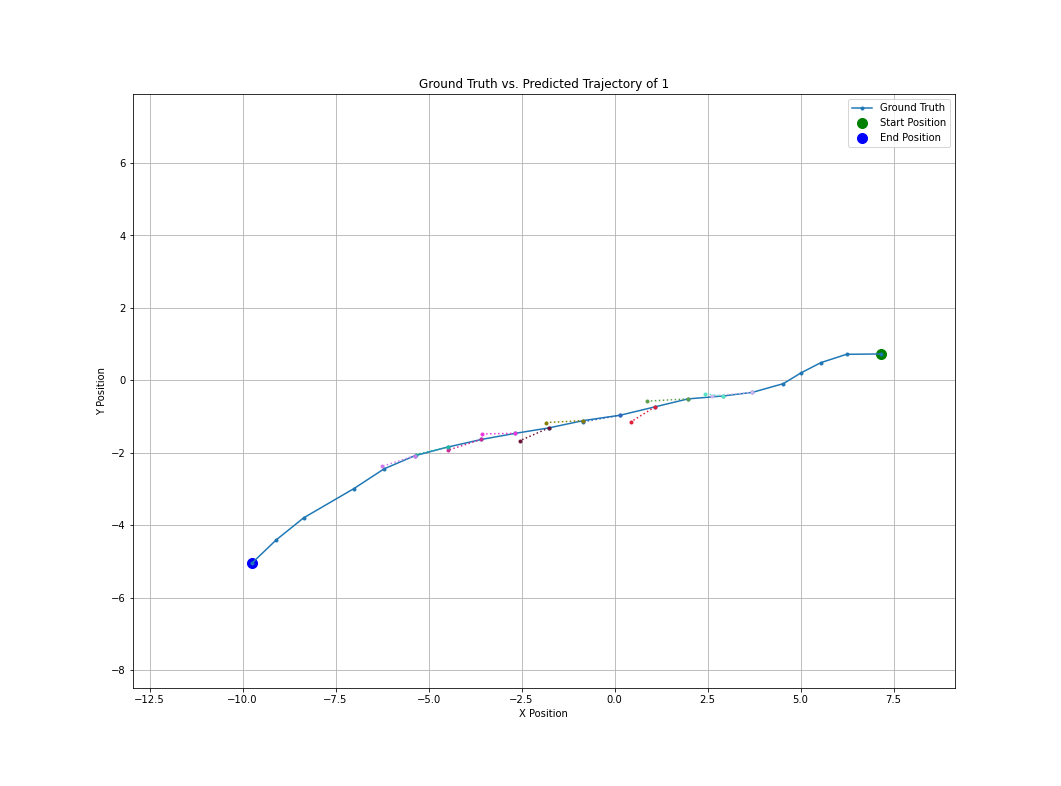 Ground Truth vs. Predicted Trajectory of 1
Ground Truth
Start Position
End Position
6
4
2
0
−2
−4
−6
−8
Y Position
−12.5 −10.0 −7.5 −5.0 −2.5 0.0 2.5 5.0 7.5
X Position